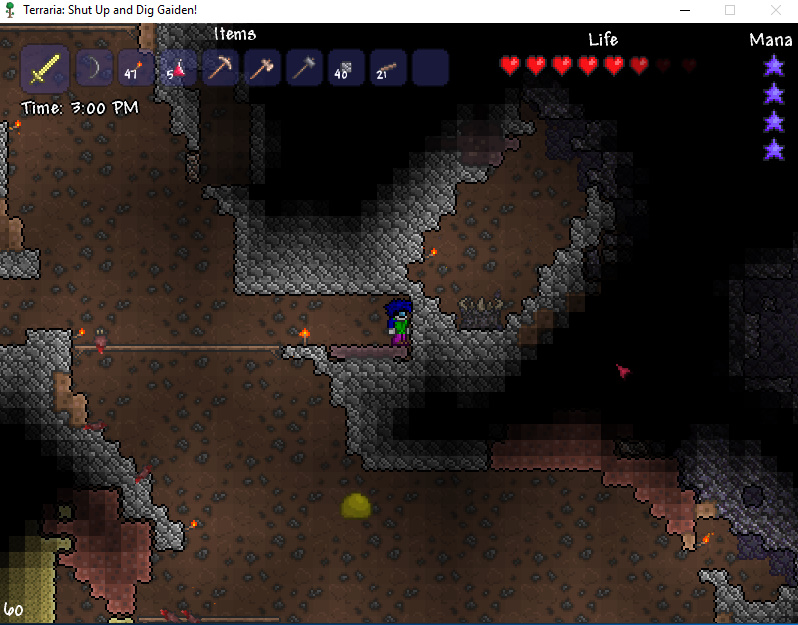 Terraria: Shut Up and Dig Gaiden!
Items
Life
Mana
47
5
40
21
Time: 3:00 PM
60